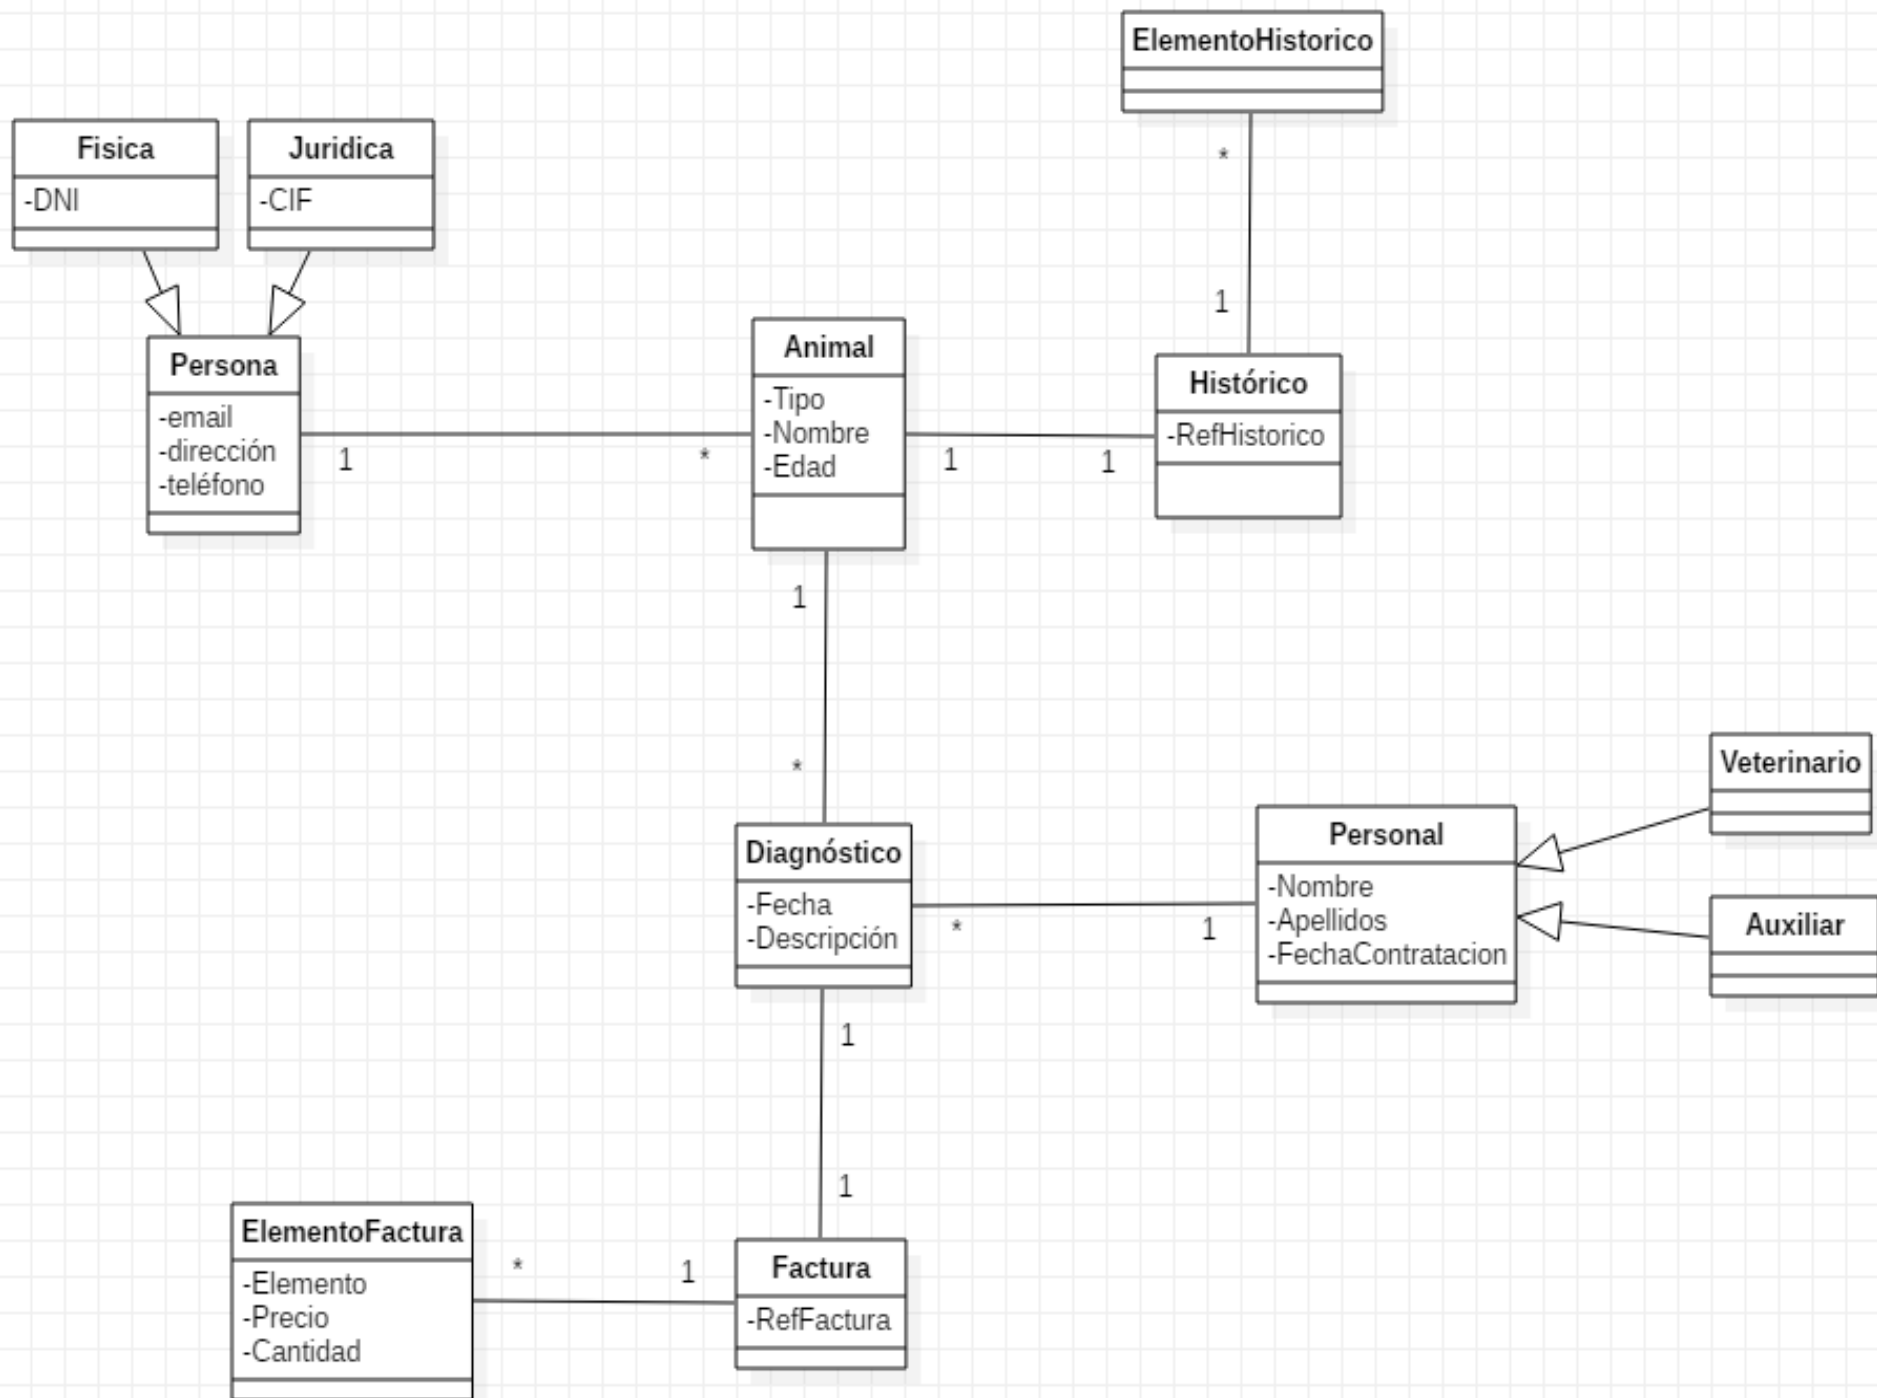 ElementoHistorico
*
1
Fisica
-DNI
Juridica
-CIF
Persona
-email
-dirección
-teléfono
1
*
Animal
-Tipo
-Nombre
-Edad
1
1
Histórico
-RefHistorico
1
*
Diagnóstico
-Fecha
-Descripción
*
1
Personal
-Nombre
-Apellidos
-FechaContratacion
Veterinario
Auxiliar
1
1
ElementoFactura
-Elemento
-Precio
-Cantidad
*
1
Factura
-RefFactura